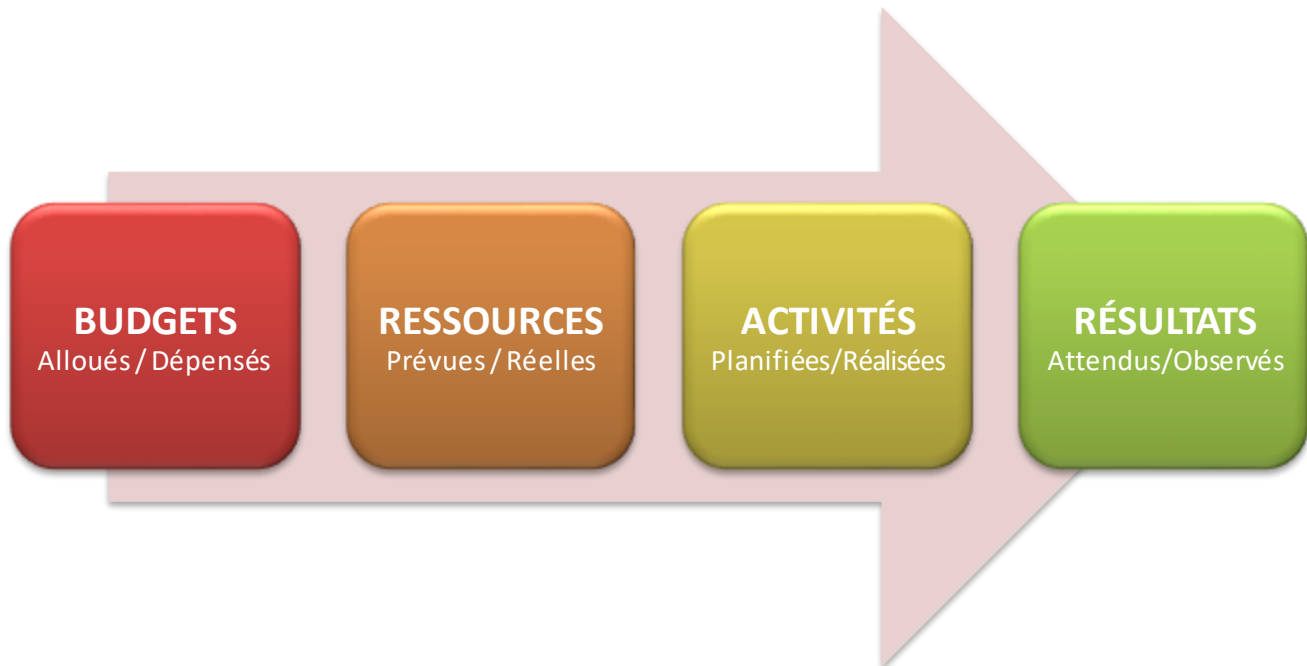 BUDGETS
Alloués / Dépensés
RESSOURCES
Prévues / Réelles
ACTIVITÉS
Planifiées/Réalisées
RÉSULTATS
Attendus/Observés